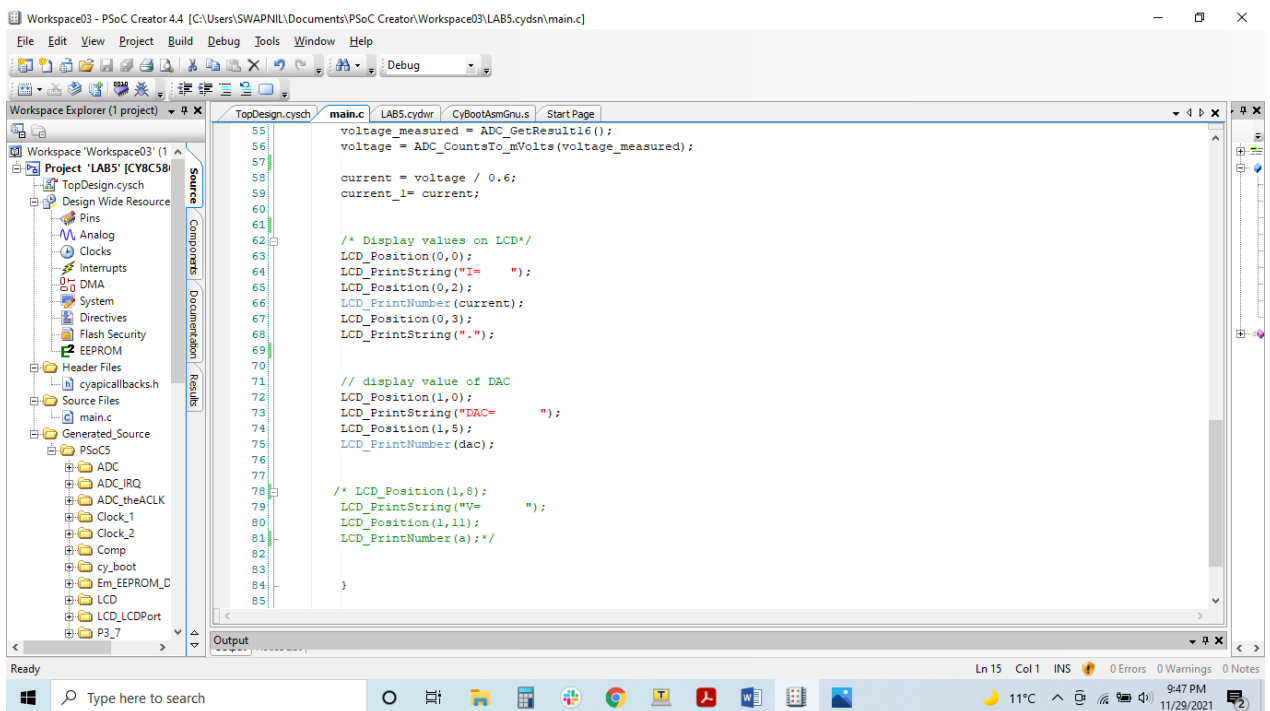 Workspace03 - PSoC Creator 4.4 [C:\Users\SWAPNIL\Documents\PSoC Creator\Workspace03\LAB5.cydsn\main.c]
File Edit View Project Build Debug Tools Window Help
Debug
Workspace Explorer (1 project)
Workspace 'Workspace03' (1
Project 'LAB5' [CY8C58
TopDesign.cysch
Design Wide Resource
Pins
Analog
Clocks
Interrupts
DMA
System
Directives
Flash Security
EEPROM
Header Files
cyapicallbacks.h
Source Files
main.c
Generated_Source
PSoC5
ADC
ADC_IRQ
ADC_theACLK
Clock_1
Clock_2
Comp
cy_boot
Em_EEPROM_D
LCD
LCD_LCDPort
P3_7
Source
Components
Documentation
Results
TopDesign.cysch main.c LAB5.cydwr CyBootAsmGnu.s Start Page
55 voltage_measured = ADC_GetResult16();
56 voltage = ADC_CountsTo_mVolts(voltage_measured);
57
58 current = voltage / 0.6;
59 current_1= current;
60
61
62 /* Display values on LCD*/
63 LCD_Position(0,0);
64 LCD_PrintString("I=    ");
65 LCD_Position(0,2);
66 LCD_PrintNumber(current);
67 LCD_Position(0,3);
68 LCD_PrintString(".");
69
70
71 // display value of DAC
72 LCD_Position(1,0);
73 LCD_PrintString("DAC=      ");
74 LCD_Position(1,5);
75 LCD_PrintNumber(dac);
76
77
78 /* LCD_Position(1,8);
79 LCD_PrintString("V=      ");
80 LCD_Position(1,11);
81 LCD_PrintNumber(a);*/
82
83
84 }
85
Output
Ready
Ln 15 Col 1 INS 0 Errors 0 Warnings 0 Notes
Type here to search
11°C
9:47 PM
11/29/2021
2